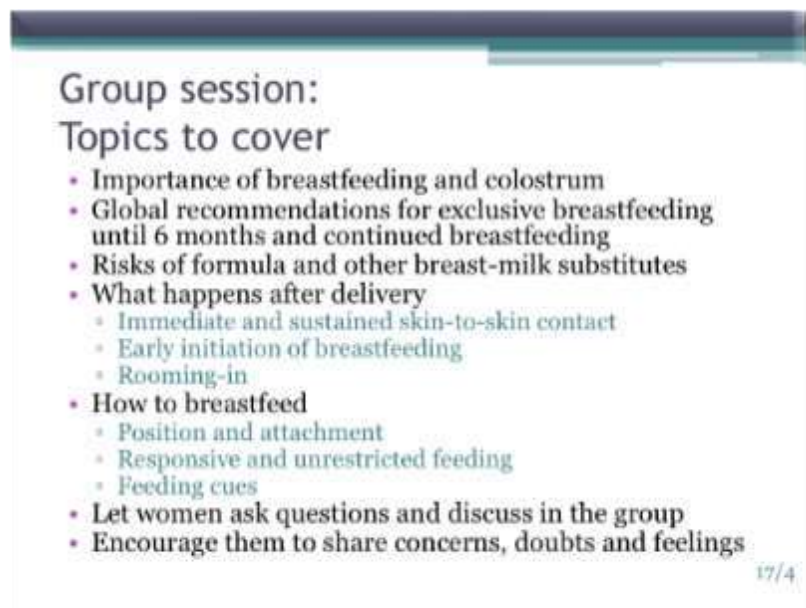 Group session:
Topics to cover
• Importance of breastfeeding and colostrum
• Global recommendations for exclusive breastfeeding
until 6 months and continued breastfeeding
• Risks of formula and other breast-milk substitutes
• What happens after delivery
▫ Immediate and sustained skin-to-skin contact
▫ Early initiation of breastfeeding
▫ Rooming-in
• How to breastfeed
▫ Position and attachment
▫ Responsive and unrestricted feeding
▫ Feeding cues
• Let women ask questions and discuss in the group
• Encourage them to share concerns, doubts and feelings
17/4